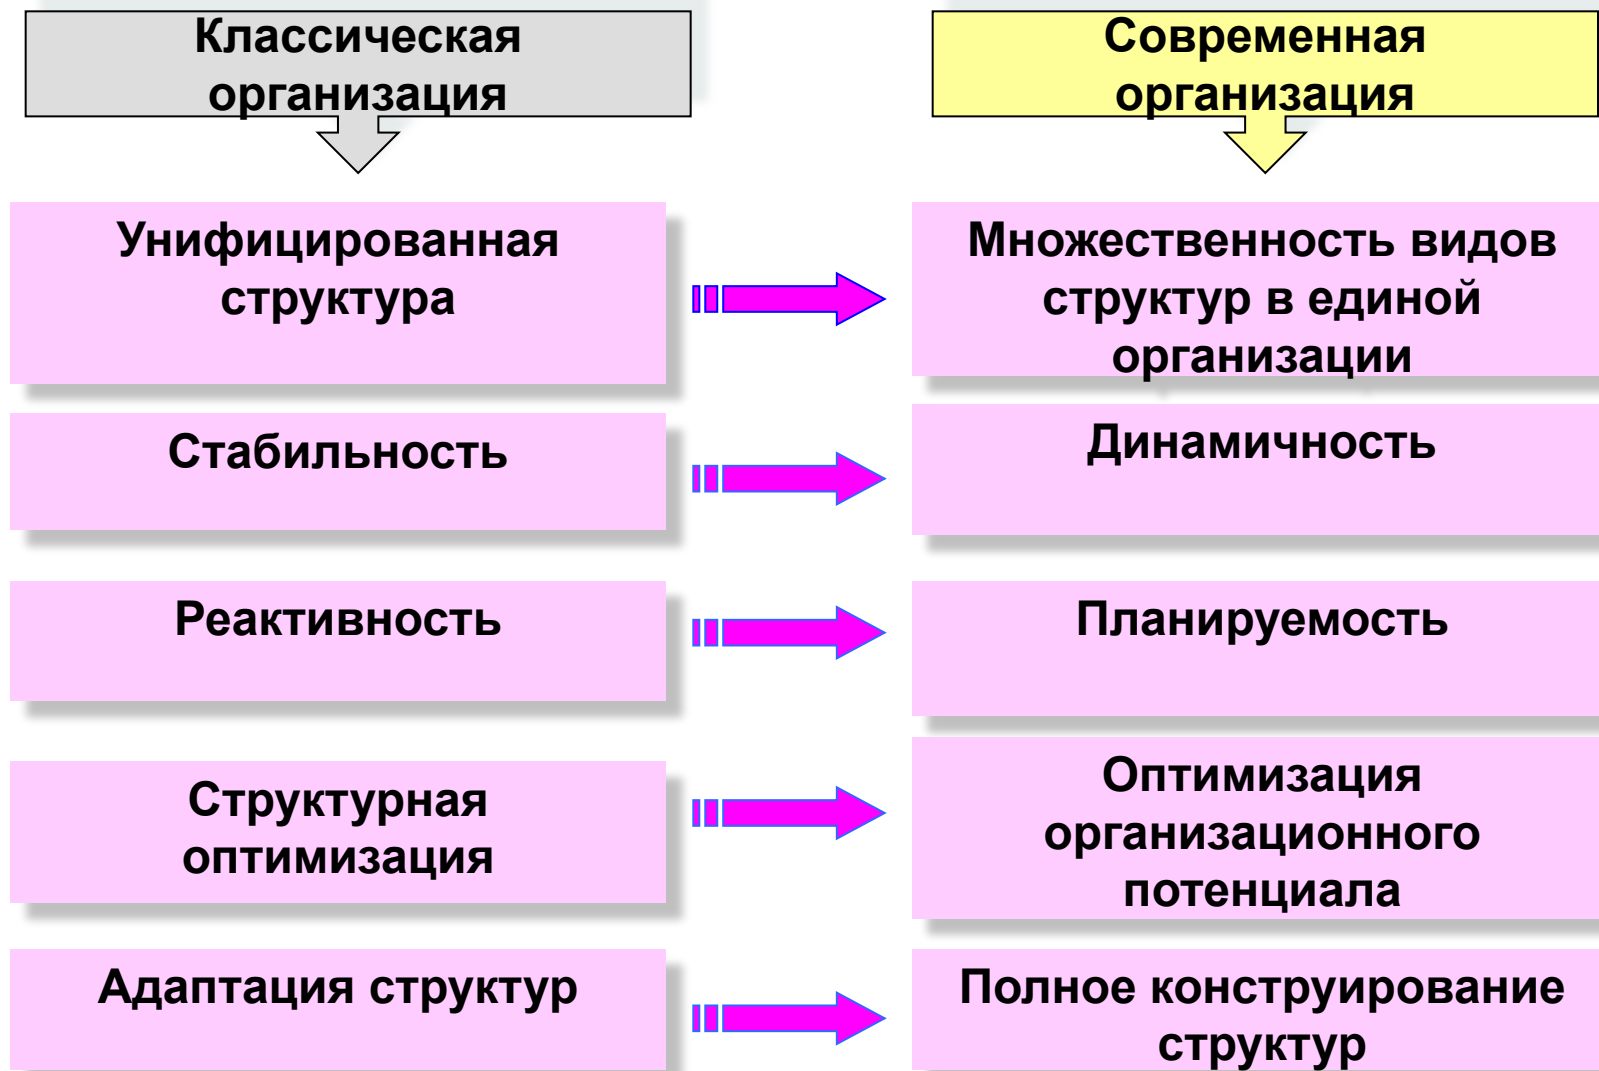 Классическая
организация
Современная
организация
Унифицированная
структура
Множественность видов
структур в единой
организации
Стабильность
Динамичность
Реактивность
Планируемость
Структурная
оптимизация
Оптимизация
организационного
потенциала
Адаптация структур
Полное конструирование
структур